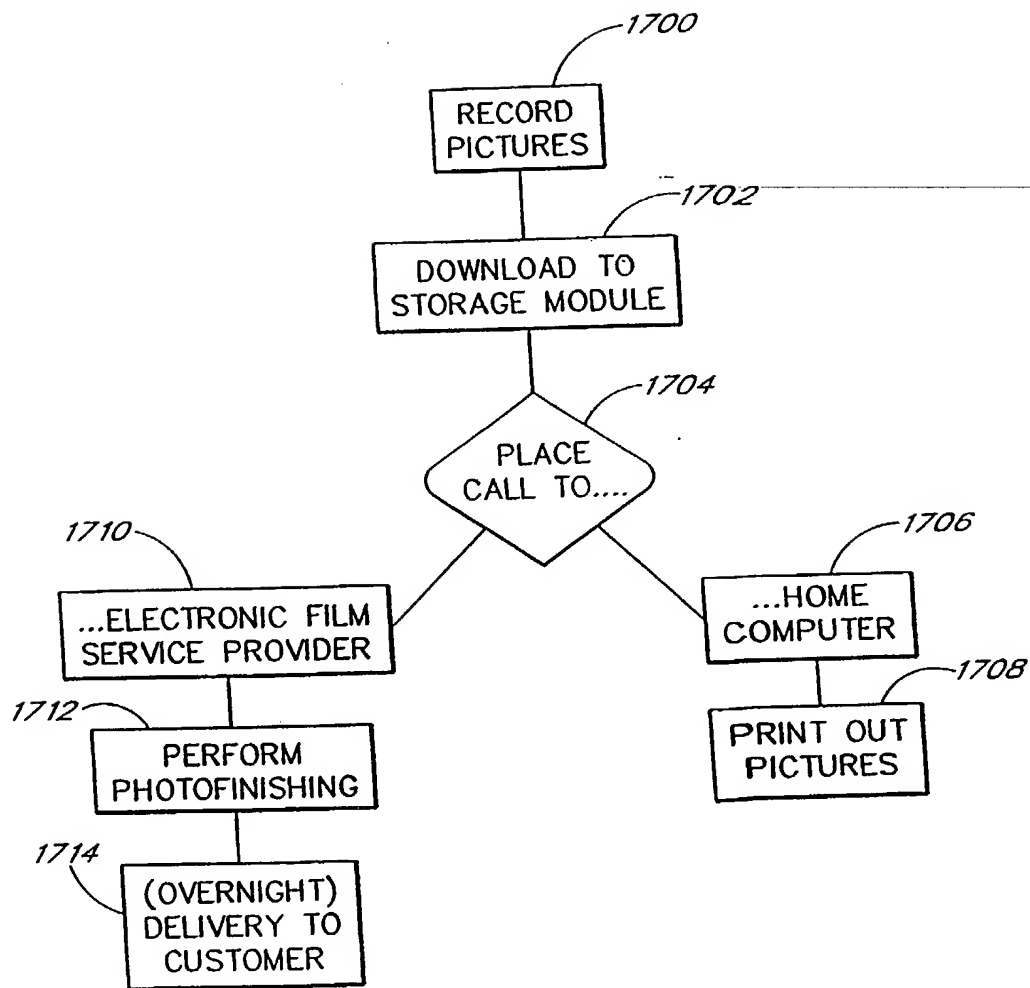 1700
RECORD
PICTURES
1702
DOWNLOAD TO
STORAGE MODULE
1704
PLACE
CALL TO....
1710
...ELECTRONIC FILM
SERVICE PROVIDER
1706
...HOME
COMPUTER
1712
PERFORM
PHOTOFINISHING
1708
PRINT OUT
PICTURES
1714
(OVERNIGHT)
DELIVERY TO
CUSTOMER